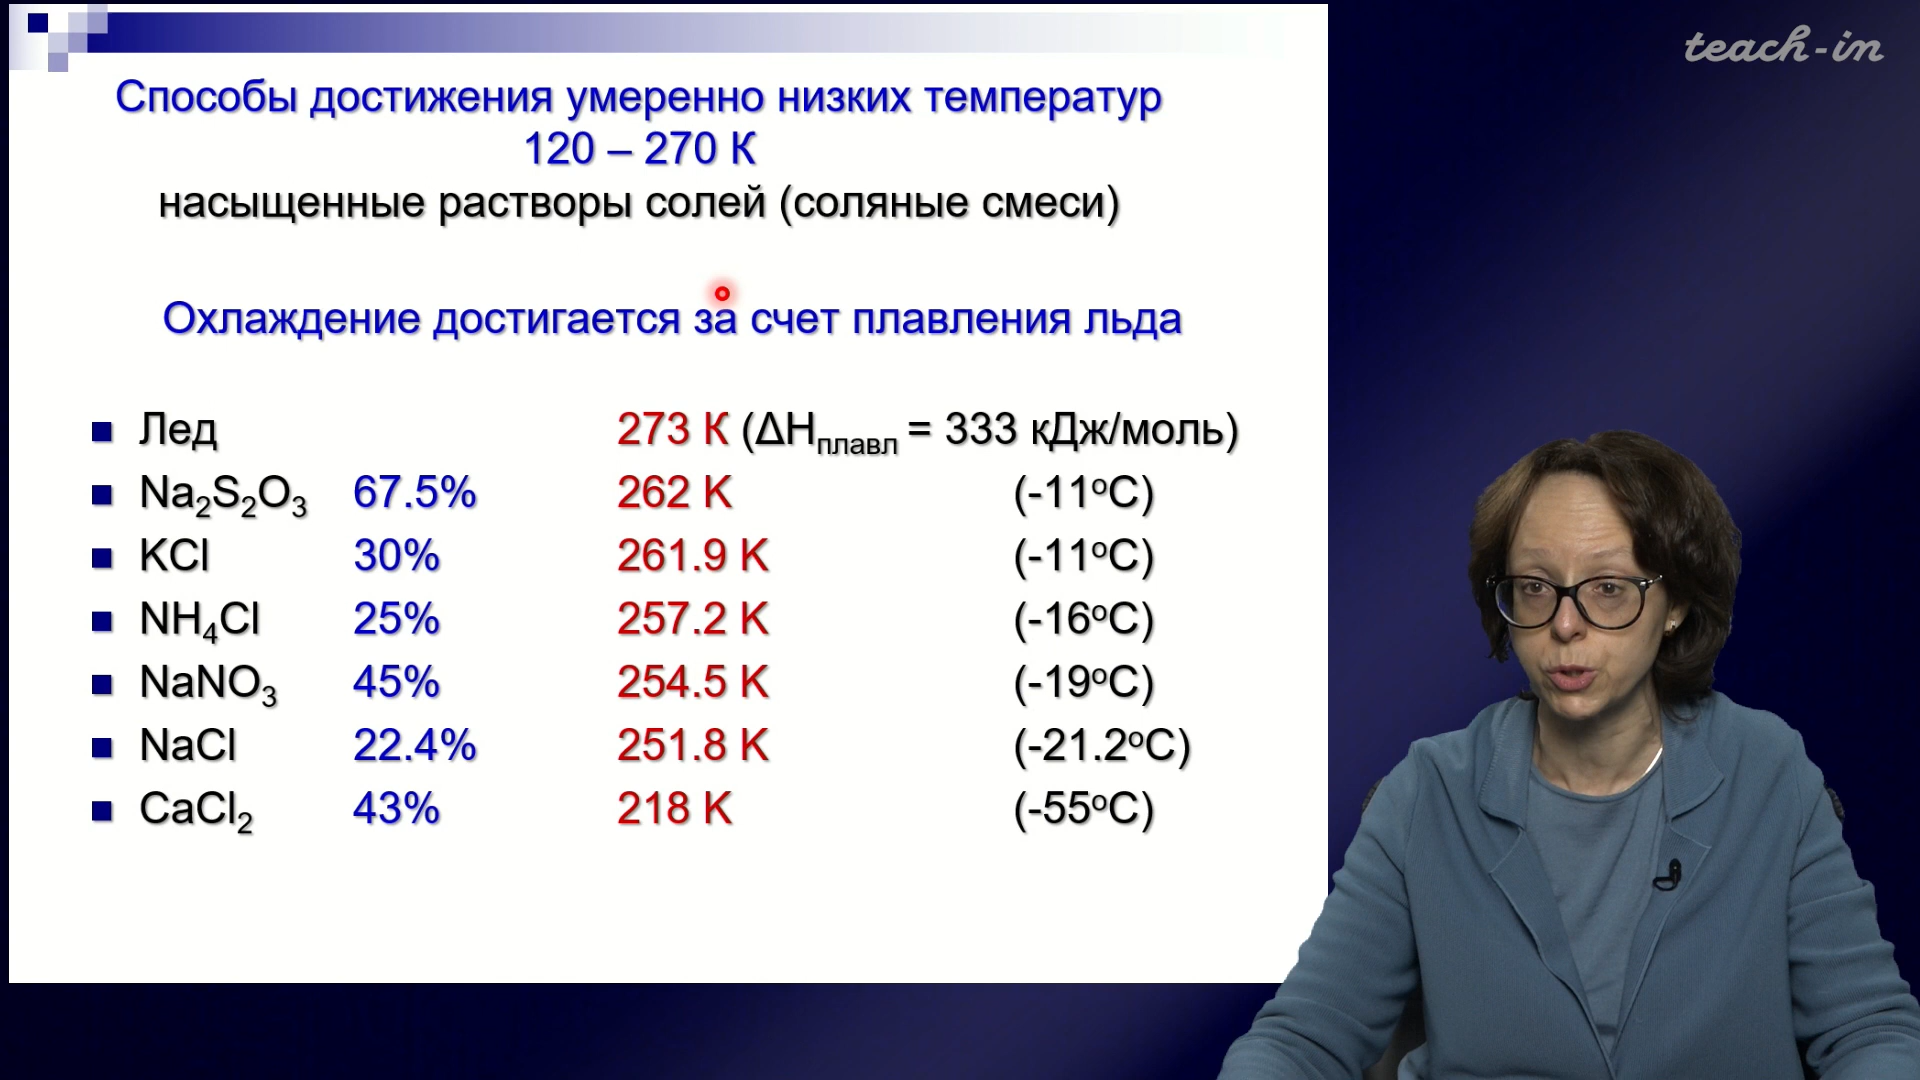 teach-in
Способы достижения умеренно низких температур
120 – 270 К
насыщенные растворы солей (соляные смеси)
Охлаждение достигается за счет плавления льда
Лед 273 К (ΔHплавл = 333 кДж/моль)
Na2S2O3 67.5% 262 K (-11ºC)
KCl 30% 261.9 K (-11ºC)
NH4Cl 25% 257.2 K (-16ºC)
NaNO3 45% 254.5 K (-19ºC)
NaCl 22.4% 251.8 K (-21.2ºC)
CaCl2 43% 218 K (-55ºC)